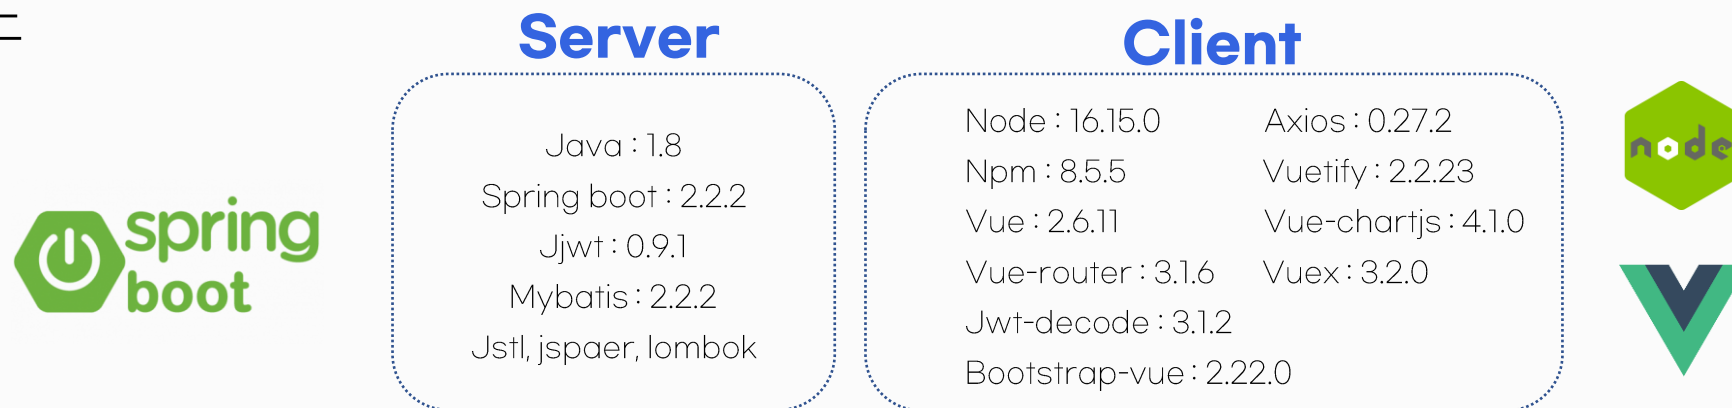 Server
Java : 1.8
Spring boot : 2.2.2
Jjwt : 0.9.1
Mybatis : 2.2.2
Jstl, jspaer, lombok
spring
boot
Client
Node : 16.15.0
Npm : 8.5.5
Vue : 2.6.11
Vue-router : 3.1.6
Jwt-decode : 3.1.2
Bootstrap-vue : 2.22.0
Axios : 0.27.2
Vuetify : 2.2.23
Vue-chartjs : 4.1.0
Vuex : 3.2.0
node